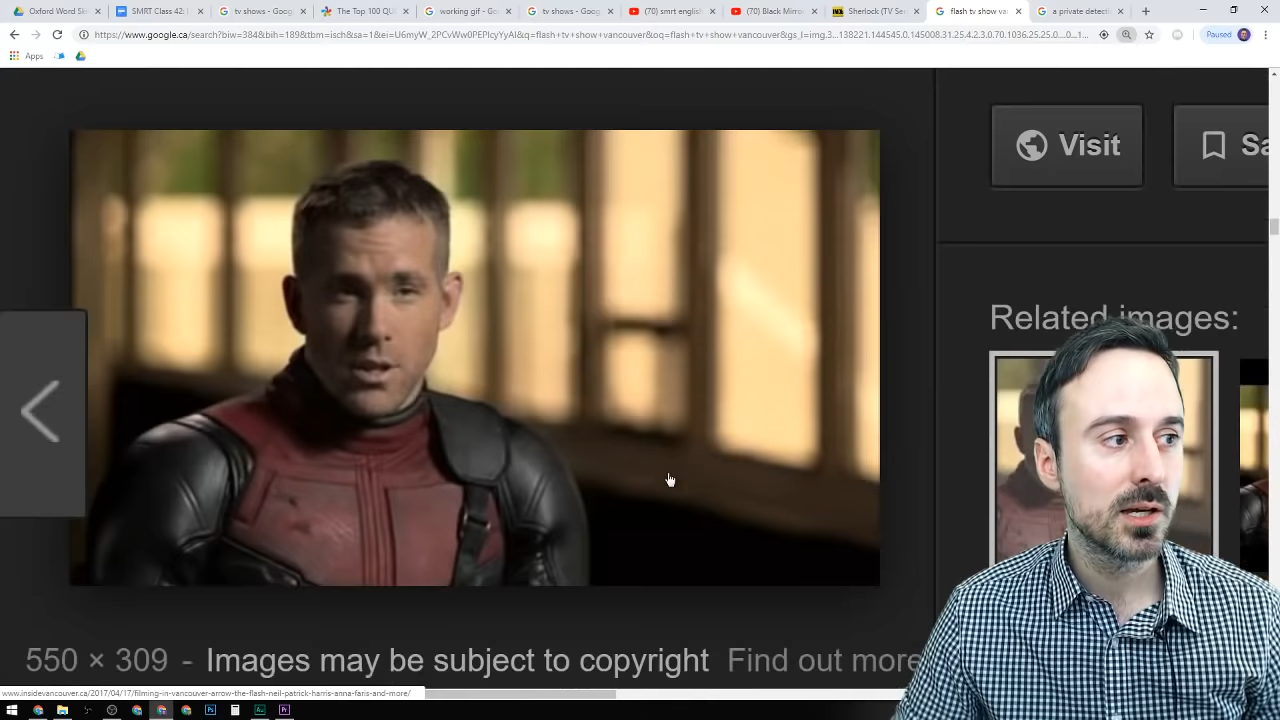 Oxford Word Ski
SMRT Class 42:
tv shows - Goog
The Top 100 QUI
working gif - Go
tv shows - Goog
(70) smrt english
(70) Black Mirro
Sherlock (TV Se
flash tv show va
a private detecti
https://www.google.ca/search?biw=384&bih=189&tbm=isch&sa=1&ei=U6myW_2PCvWw0PEPlcyYyAI&q=flash+tv+show+vancouver&oq=flash+tv+show+vancouver&gs_l=img.3...138221.144545.0.145008.31.25.4.2.3.0.70.1036.25.25.0....0...1...
Paused
Apps
Visit
Sa
Related images:
550 × 309 - Images may be subject to copyright Find out more
www.insidevancouver.ca/2017/04/17/filming-in-vancouver-arrow-the-flash-neil-patrick-harris-anna-faris-and-more/